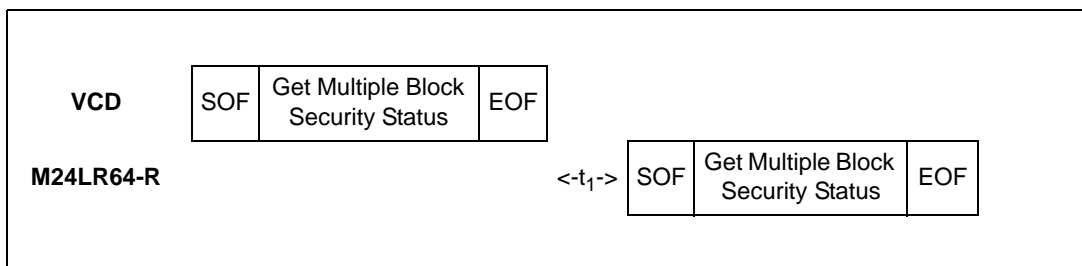 VCD SOF Get Multiple Block Security Status EOF
M24LR64-R <-t1-> SOF Get Multiple Block Security Status EOF